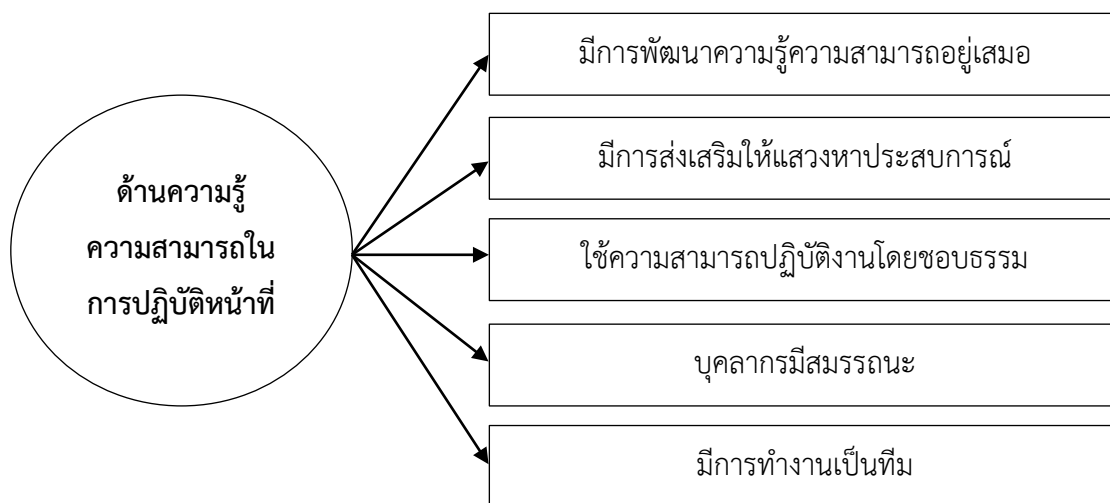 ด้านความรู้
ความสามารถใน
การปฏิบัติหน้าที่
มีการพัฒนาความรู้ความสามารถอยู่เสมอ
มีการส่งเสริมให้แสวงหาประสบการณ์
ใช้ความสามารถปฏิบัติงานโดยชอบธรรม
บุคลากรมีสมรรถนะ
มีการทำงานเป็นทีม